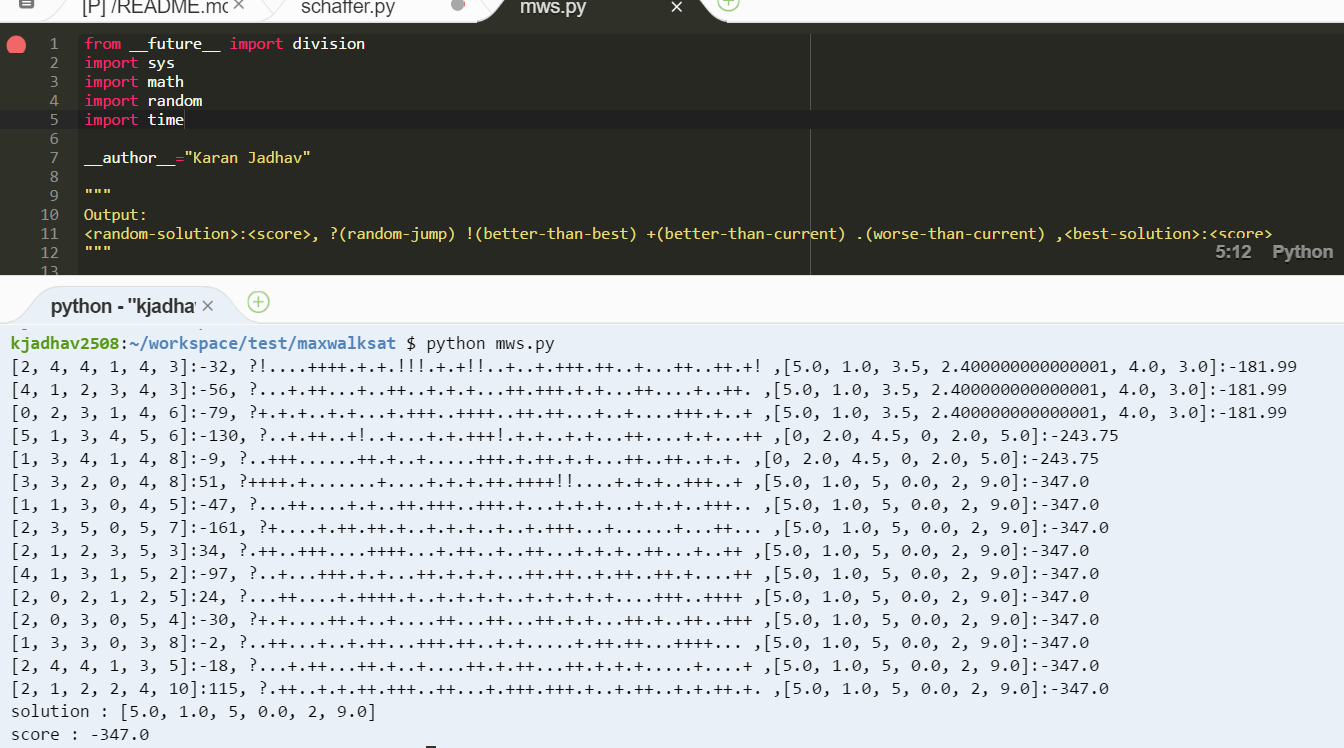 [P] /README.mc
schaffer.py
mws.py
1 from __future__ import division
2 import sys
3 import math
4 import random
5 import time
6
7 __author__="Karan Jadhav"
8
9 """
10 Output:
11 <random-solution>:<score>, ?(random-jump) !(better-than-best) +(better-than-current) .(worse-than-current) ,<best-solution>:<score>
12 """
13
5:12 Python
python - "kjadha
kjadhav2508:~/workspace/test/maxwalksat $ python mws.py
[2, 4, 4, 1, 4, 3]:-32, ?!....++++.+.+.!!!.+.+!!..+..+.+++.++..+...++..++.+! ,[5.0, 1.0, 3.5, 2.400000000000001, 4.0, 3.0]:-181.99
[4, 1, 2, 3, 4, 3]:-56, ?...+.++...+..++..+...++.++..+.+...+++.+.+...++....+++. ,[5.0, 1.0, 3.5, 2.400000000000001, 4.0, 3.0]:-181.99
[0, 2, 3, 1, 4, 6]:-79, ?+.+.+..+.+...+.+++..++++..++.++...+..+....+++.+..+ ,[5.0, 1.0, 3.5, 2.400000000000001, 4.0, 3.0]:-181.99
[5, 1, 3, 4, 5, 6]:-130, ?..+.++..+!..+...+.+.+++!.+.+..+.+...++....+.+...++ ,[0, 2.0, 4.5, 0, 2.0, 5.0]:-243.75
[1, 3, 4, 1, 4, 8]:-9, ?..+++......++.+..+.....+++.+.++.+.+...++..++..+.+. ,[0, 2.0, 4.5, 0, 2.0, 5.0]:-243.75
[3, 3, 2, 0, 4, 8]:51, ?++++.+.......+....+.+.+.++.++++!!....+.+.+..+++..+ ,[5.0, 1.0, 5, 0.0, 2, 9.0]:-347.0
[1, 1, 3, 0, 4, 5]:-47, ?...++....+..++.+++..+++.+...+.+.+...+.+.+..+++.. ,[5.0, 1.0, 5, 0.0, 2, 9.0]:-347.0
[2, 3, 5, 0, 5, 7]:-161, ?+....+.++.++..+.+..+..+..+.+++...+......+...++... ,[5.0, 1.0, 5, 0.0, 2, 9.0]:-347.0
[2, 1, 2, 3, 5, 3]:34, ?.++..+++....++++...+.++..++...+.+.+..++...+..++ ,[5.0, 1.0, 5, 0.0, 2, 9.0]:-347.0
[4, 1, 3, 1, 5, 2]:-97, ?..+...+++.+.+...++.+.+.+...++.++..+.++..++.+....++ ,[5.0, 1.0, 5, 0.0, 2, 9.0]:-347.0
[2, 0, 2, 1, 2, 5]:24, ?...++....+.++++.+.+..+..+.+.+.+.+....+++..++++ ,[5.0, 1.0, 5, 0.0, 2, 9.0]:-347.0
[2, 0, 3, 0, 5, 4]:-30, ?+.+....++.+.++...+...++...++.+.+...++.+..++..+++ ,[5.0, 1.0, 5, 0.0, 2, 9.0]:-347.0
[1, 3, 3, 0, 3, 8]:-2, ?..++...+.+.++...+++.++..+.+.....+.++...++..++++... ,[5.0, 1.0, 5, 0.0, 2, 9.0]:-347.0
[2, 4, 4, 1, 3, 5]:-18, ?...+.++...+..+..+....++.+.++...++.+.+.+.....+....+ ,[5.0, 1.0, 5, 0.0, 2, 9.0]:-347.0
[2, 1, 2, 2, 4, 10]:115, ?.++..+.+.++.+++..++...+.+++.+++.+..+..++..+.+.++.+. ,[5.0, 1.0, 5, 0.0, 2, 9.0]:-347.0
solution : [5.0, 1.0, 5, 0.0, 2, 9.0]
score : -347.0